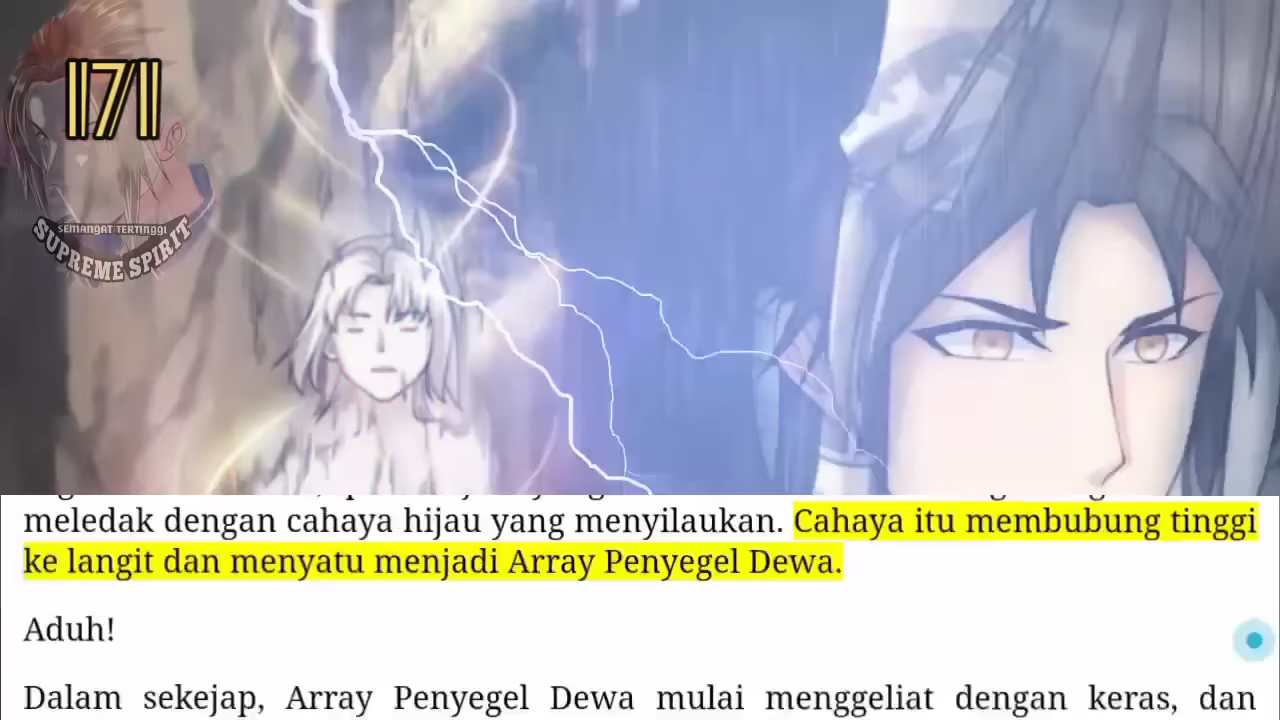 171
SEMANGAT TERTINGGI
SUPREME SPIRIT
meledak dengan cahaya hijau yang menyilaukan. Cahaya itu membubung tinggi
ke langit dan menyatu menjadi Array Penyegel Dewa.
Aduh!
Dalam sekejap, Array Penyegel Dewa mulai menggeliat dengan keras, dan